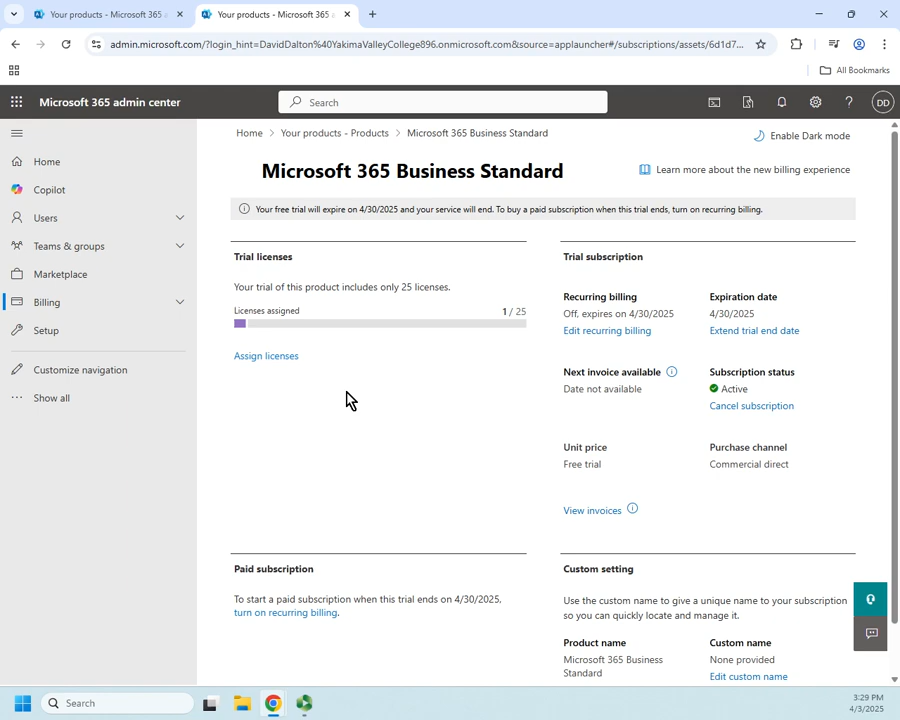 Your products - Microsoft 365 a
Your products - Microsoft 365 a
admin.microsoft.com/?login_hint=DavidDalton%40YakimaValleyCollege896.onmicrosoft.com&source=applauncher#/subscriptions/assets/6d1d7...
All Bookmarks
Microsoft 365 admin center
Search
DD
Home
Copilot
Users
Teams & groups
Marketplace
Billing
Setup
Customize navigation
Show all
Home > Your products - Products > Microsoft 365 Business Standard
Enable Dark mode
Microsoft 365 Business Standard
Learn more about the new billing experience
Your free trial will expire on 4/30/2025 and your service will end. To buy a paid subscription when this trial ends, turn on recurring billing.
Trial licenses
Your trial of this product includes only 25 licenses.
Licenses assigned
1 / 25
Assign licenses
Trial subscription
Recurring billing
Off, expires on 4/30/2025
Edit recurring billing
Expiration date
4/30/2025
Extend trial end date
Next invoice available
Date not available
Subscription status
Active
Cancel subscription
Unit price
Free trial
Purchase channel
Commercial direct
View invoices
Paid subscription
To start a paid subscription when this trial ends on 4/30/2025,
turn on recurring billing.
Custom setting
Use the custom name to give a unique name to your subscription
so you can quickly locate and manage it.
Product name
Microsoft 365 Business
Standard
Custom name
None provided
Edit custom name
Search
3:29 PM
4/3/2025